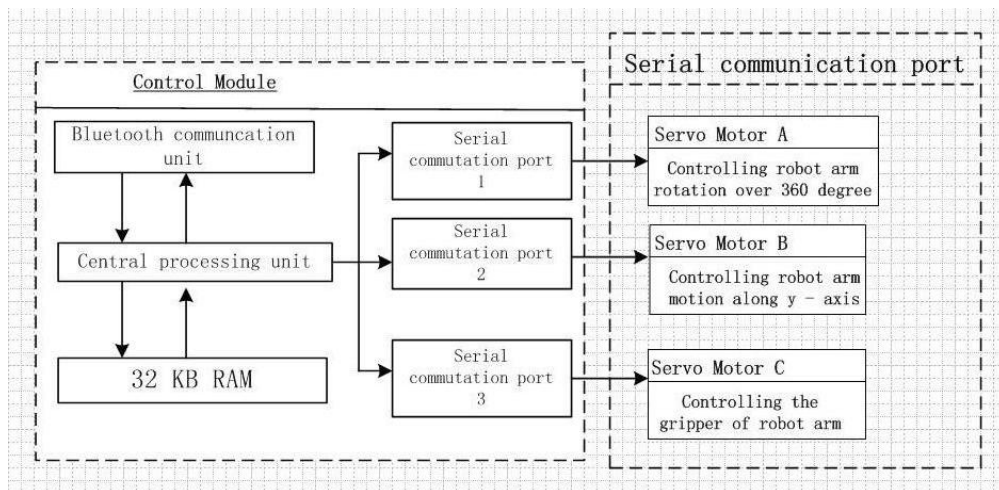 Control Module
Bluetooth communcation
unit
Central processing unit
32 KB RAM
Serial
commutation port
1
Serial
commutation port
2
Serial
commutation port
3
Serial communication port
Servo Motor A
Controlling robot arm
rotation over 360 degree
Servo Motor B
Controlling robot arm
motion along y - axis
Servo Motor C
Controlling the
gripper of robot arm